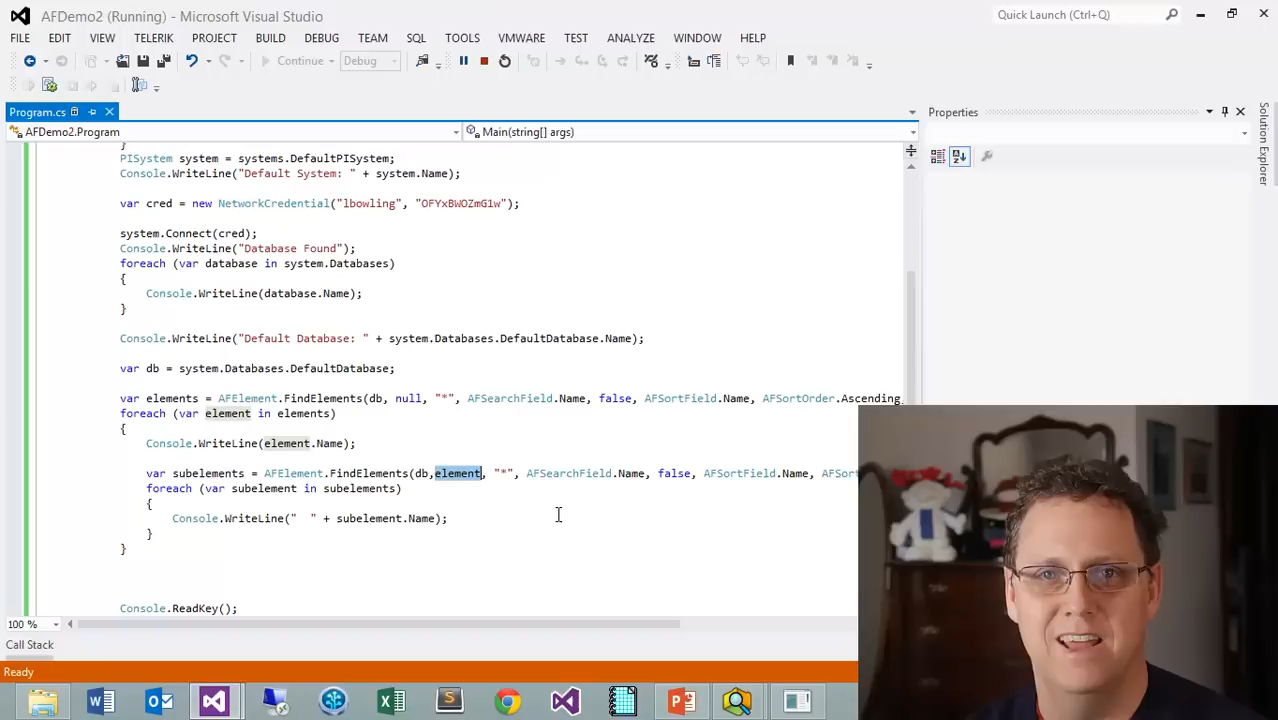 AFDemo2 (Running) - Microsoft Visual Studio
Quick Launch (Ctrl+Q)
FILE EDIT VIEW TELERIK PROJECT BUILD DEBUG TEAM SQL TOOLS VMWARE TEST ANALYZE WINDOW HELP
Continue Debug
Program.cs
Properties
AFDemo2.Program
Main(string[] args)
Solution Explorer
}
PISystem system = systems.DefaultPISystem;
Console.WriteLine("Default System: " + system.Name);
var cred = new NetworkCredential("lbowling", "OFYxBWOZmG1w");
system.Connect(cred);
Console.WriteLine("Database Found");
foreach (var database in system.Databases)
{
Console.WriteLine(database.Name);
}
Console.WriteLine("Default Database: " + system.Databases.DefaultDatabase.Name);
var db = system.Databases.DefaultDatabase;
var elements = AFElement.FindElements(db, null, "*", AFSearchField.Name, false, AFSortField.Name, AFSortOrder.Ascending,
foreach (var element in elements)
{
Console.WriteLine(element.Name);
var subelements = AFElement.FindElements(db,element, "*", AFSearchField.Name, false, AFSortField.Name, AFSor
foreach (var subelement in subelements)
{
Console.WriteLine("  " + subelement.Name);
}
}
Console.ReadKey();
100 %
Call Stack
Ready